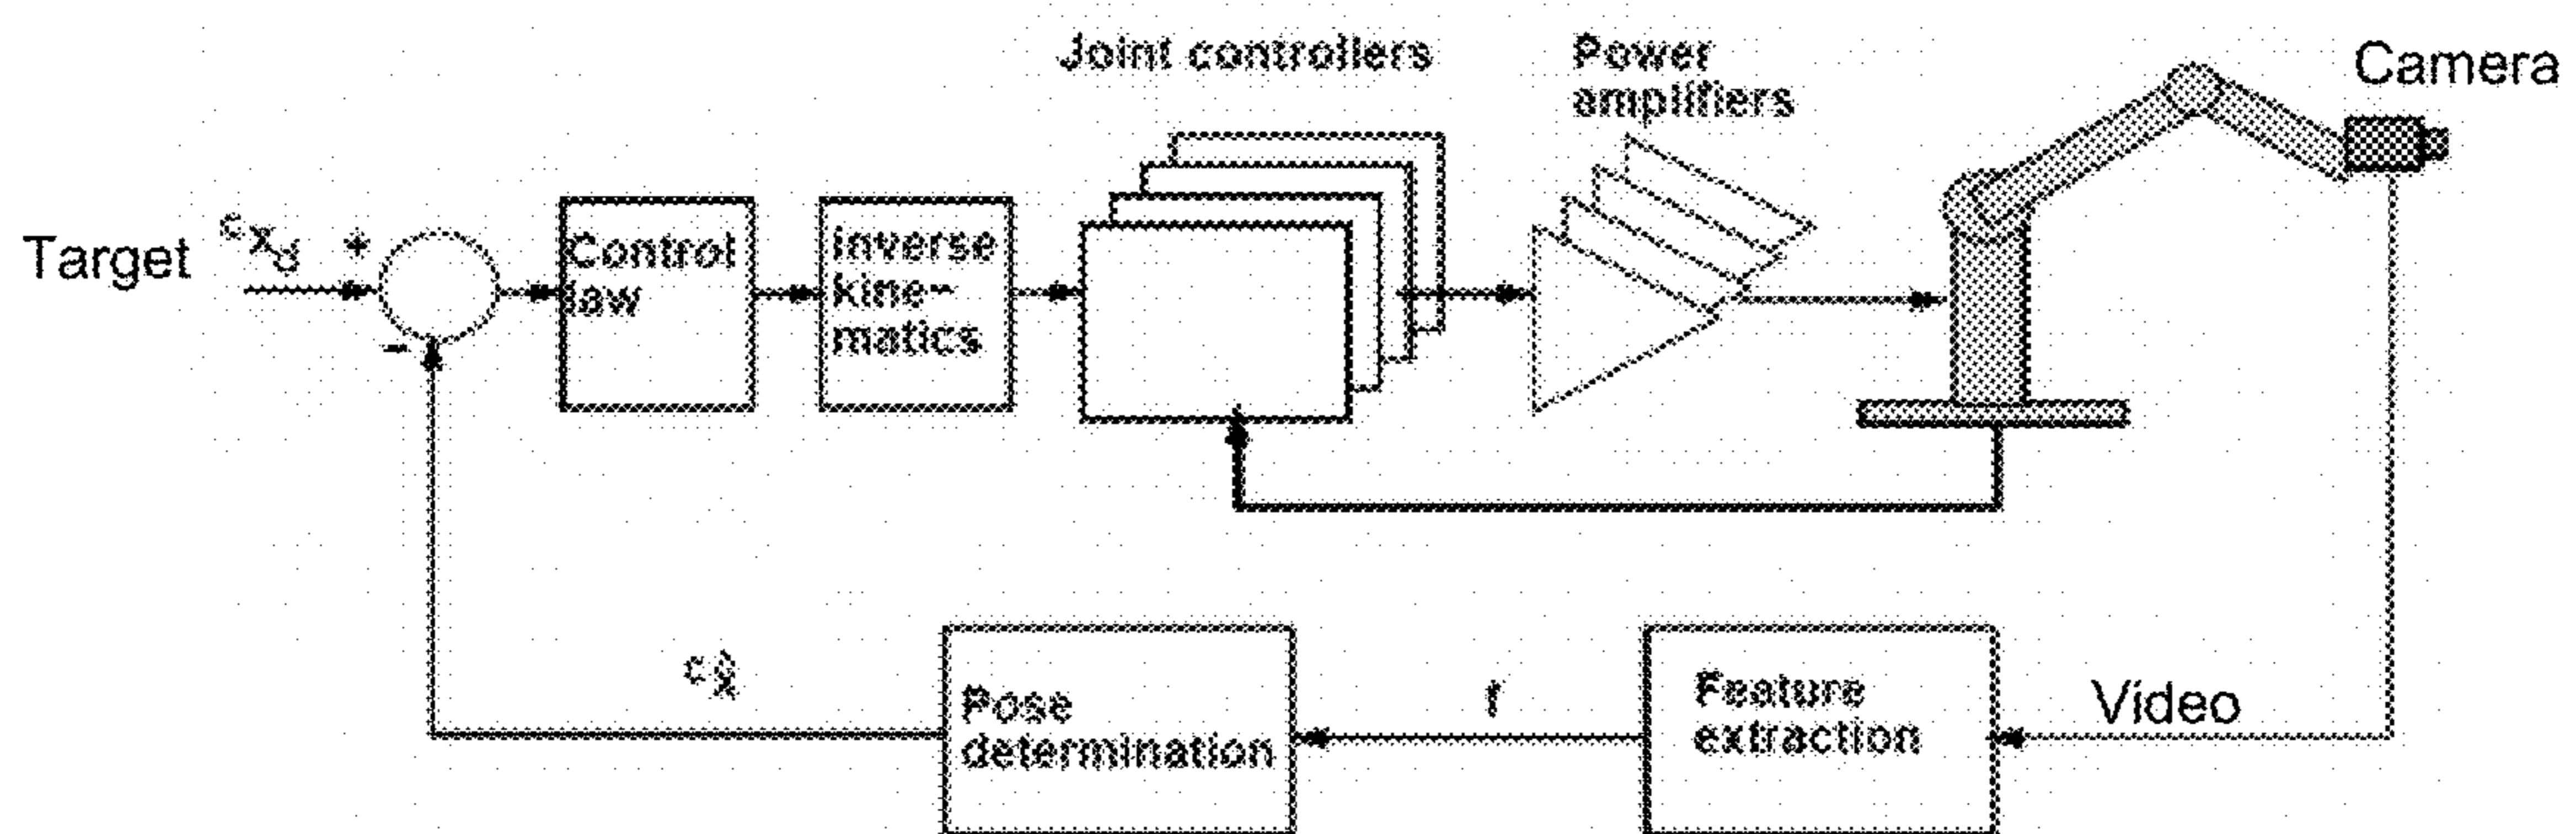 Joint controllers
Power
amplifiers
Camera
Target
c x d
+
-
Control
law
inverse
kine-
matics
c x̂
Pose
determination
f
Feature
extraction
Video